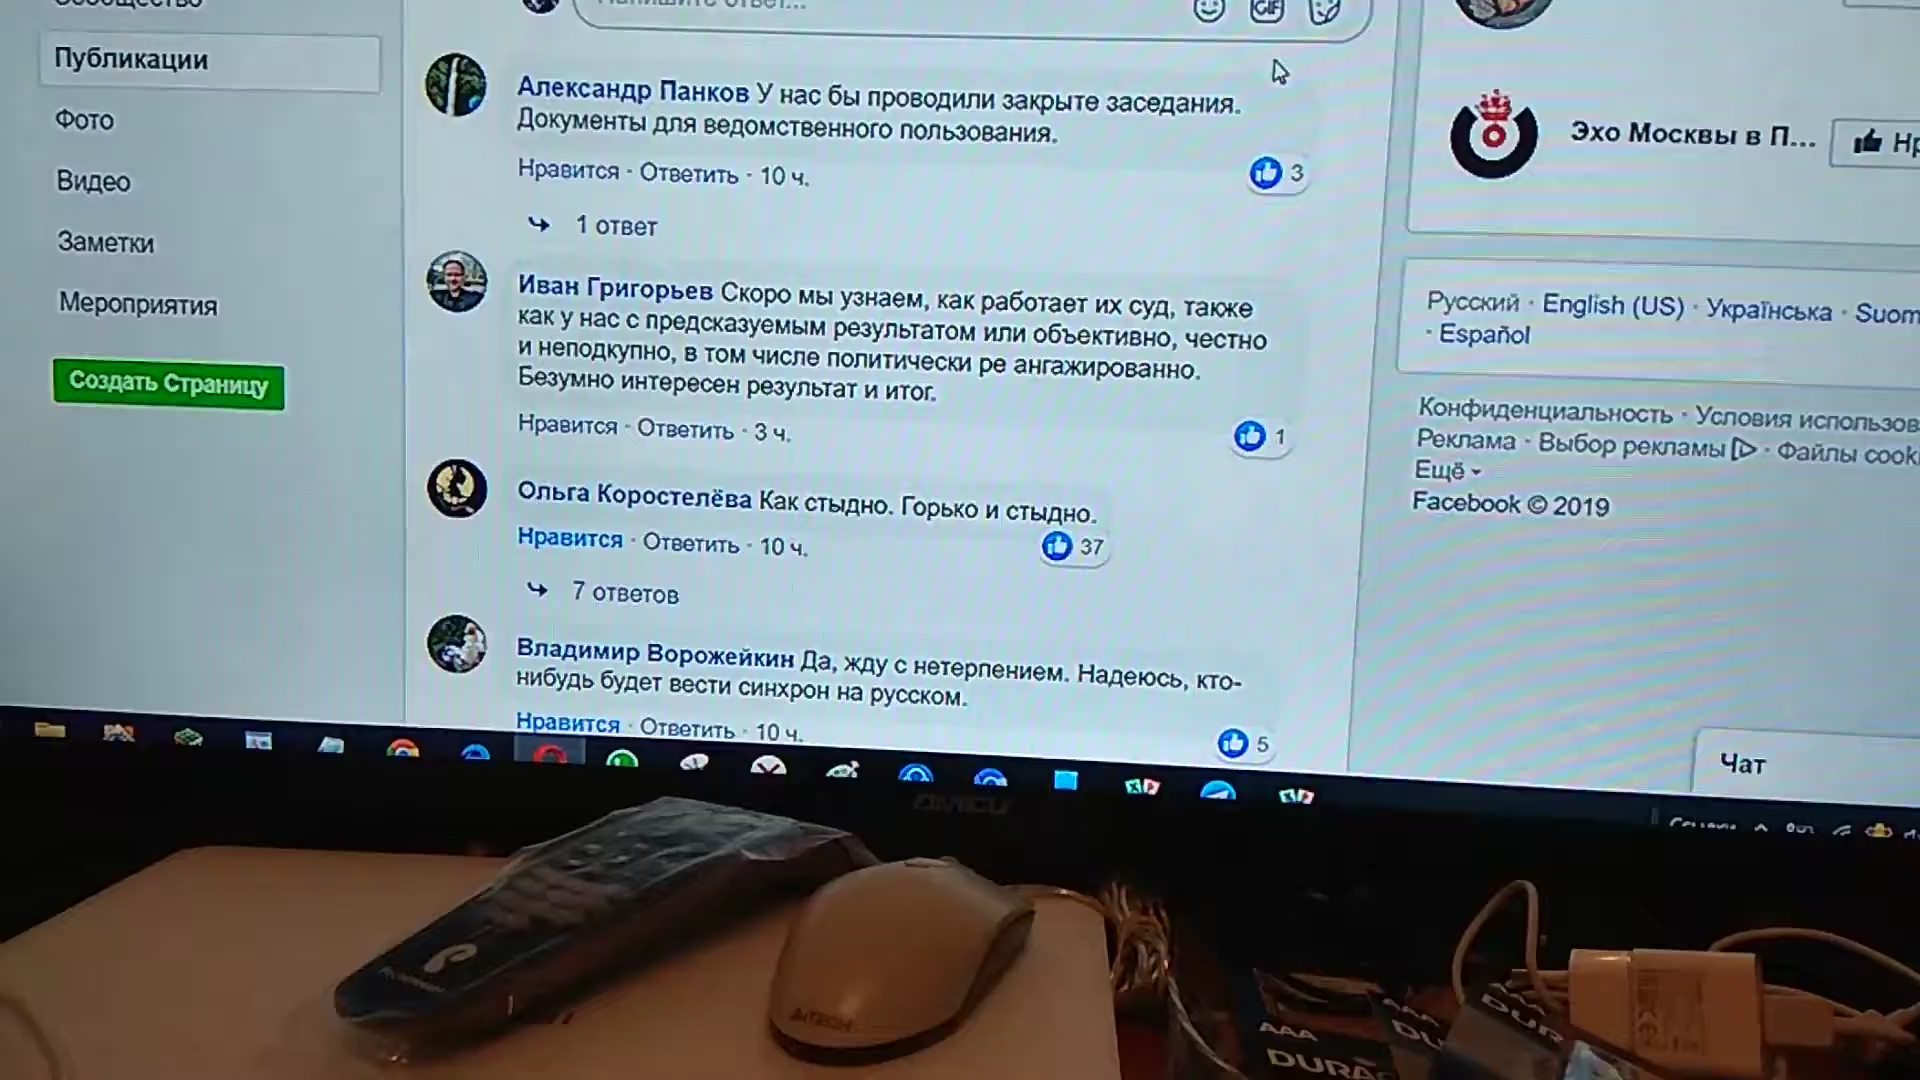 Публикации
Фото
Видео
Заметки
Мероприятия
Создать Страницу
GIF
Александр Панков У нас бы проводили закрыте заседания.
Документы для ведомственного пользования.
Нравится · Ответить · 10 ч.
3
1 ответ
Иван Григорьев Скоро мы узнаем, как работает их суд, также
как у нас с предсказуемым результатом или объективно, честно
и неподкупно, в том числе политически ре ангажированно.
Безумно интересен результат и итог.
Нравится · Ответить · 3 ч.
1
Ольга Коростелёва Как стыдно. Горько и стыдно.
Нравится · Ответить · 10 ч.
37
7 ответов
Владимир Ворожейкин Да, жду с нетерпением. Надеюсь, кто-
нибудь будет вести синхрон на русском.
Нравится · Ответить · 10 ч.
5
Эхо Москвы в П...
Русский · English (US) · Українська · Suom
· Español
Конфиденциальность · Условия использов
Реклама · Выбор рекламы · Файлы cook
Ещё
Facebook © 2019
Чат
A4TECH
AAA
DURAC